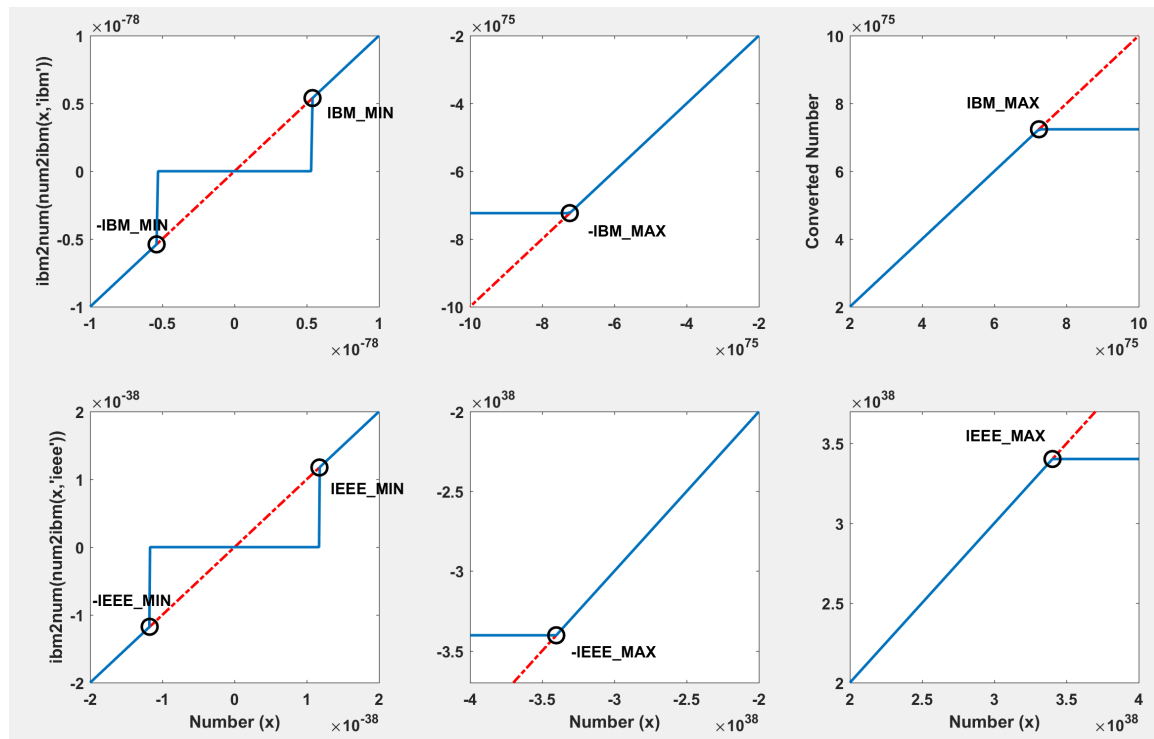 ×10^-78
ibm2num(num2ibm(x,'ibm'))
1
0.5
0
-0.5
-1
IBM_MIN
-IBM_MIN
-1 -0.5 0 0.5 1
×10^-78
×10^75
-2
-4
-6
-8
-10
-IBM_MAX
-10 -8 -6 -4 -2
×10^75
×10^75
Converted Number
10
8
6
4
2
IBM_MAX
2 4 6 8 10
×10^75
×10^-38
ibm2num(num2ibm(x,'ieee'))
2
1
0
-1
-2
IEEE_MIN
-IEEE_MIN
-2 -1 0 1 2
Number (x)
×10^-38
×10^38
-2
-2.5
-3
-3.5
-IEEE_MAX
-4 -3.5 -3 -2.5 -2
Number (x)
×10^38
×10^38
3.5
3
2.5
2
IEEE_MAX
2 2.5 3 3.5 4
Number (x)
×10^38